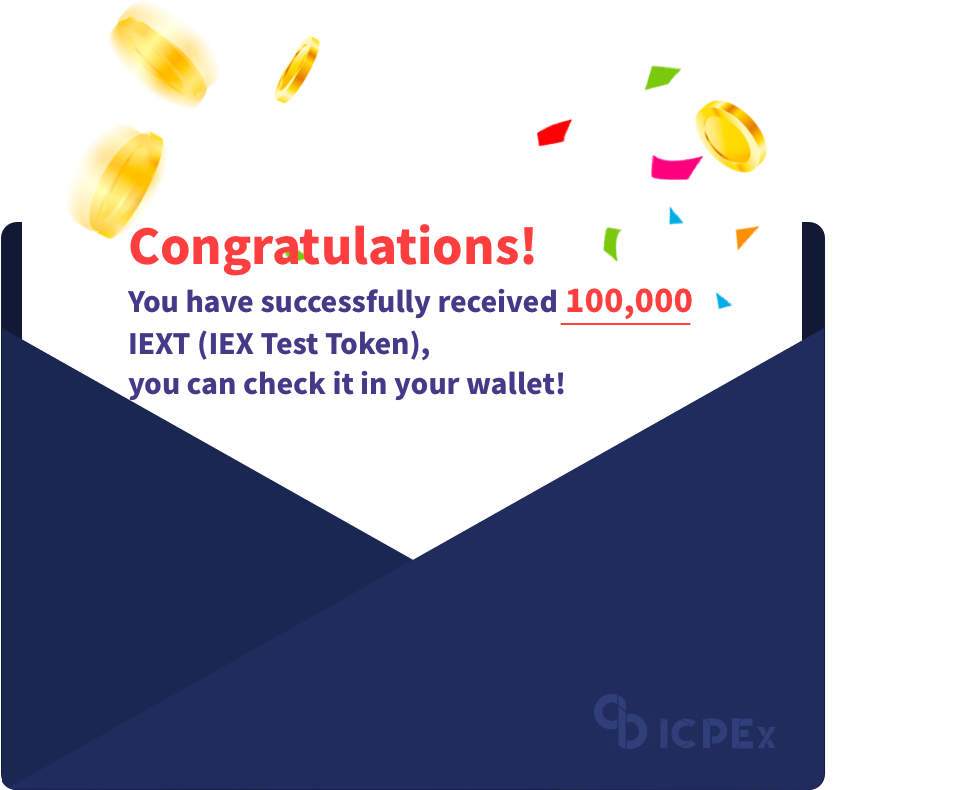 Congratulations!
You have successfully received 100,000
IEXT (IEX Test Token),
you can check it in your wallet!
ICPEx